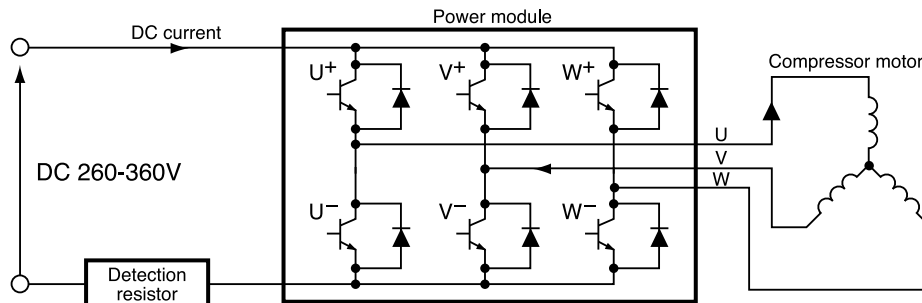 Power module
DC current
U+
V+
W+
Compressor motor
U
V
W
DC 260-360V
U−
V−
W−
Detection
resistor